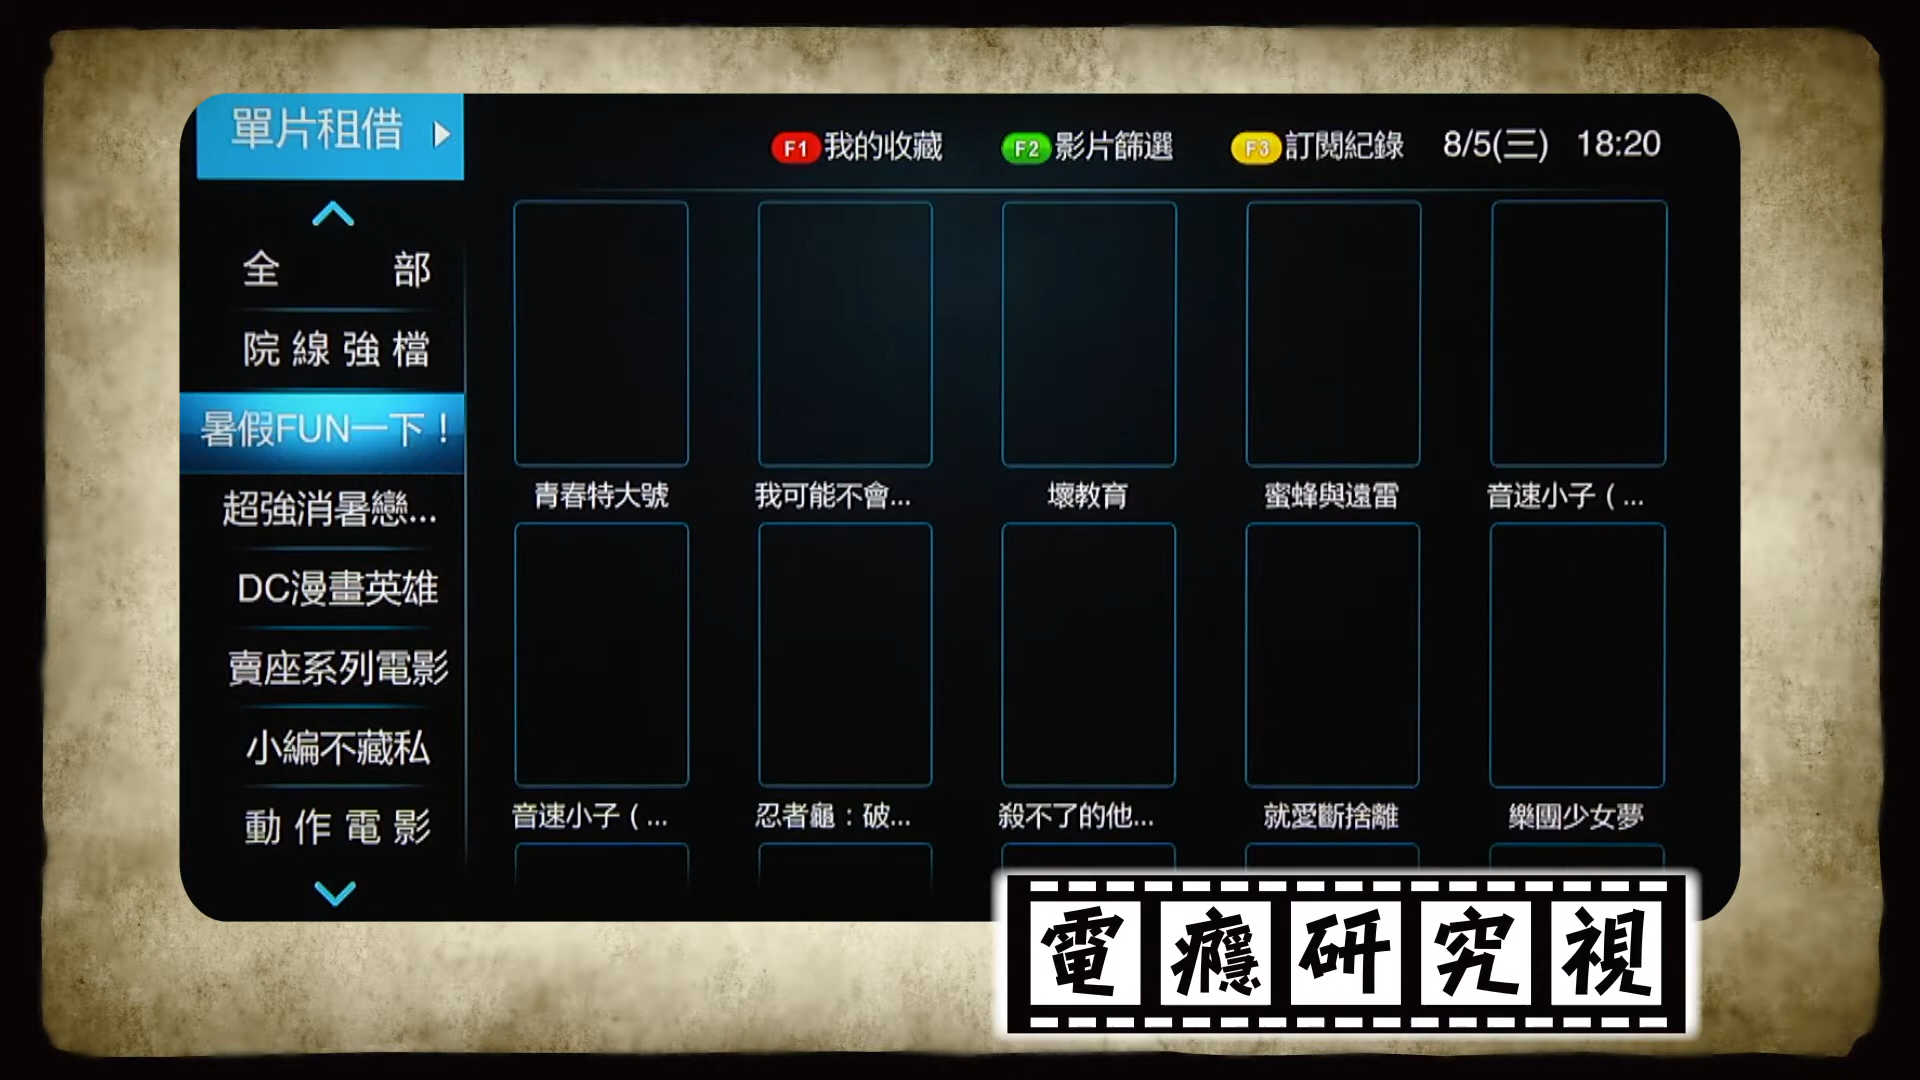 單片租借
F1 我的收藏 F2 影片篩選 F3 訂閱紀錄 8/5(三) 18:20
全部
院線強檔
暑假FUN一下!
超強消暑戀...
DC漫畫英雄
賣座系列電影
小編不藏私
動作電影
青春特大號 我可能不會... 壞教育 蜜蜂與遠雷 音速小子(...
音速小子(... 忍者龜:破... 殺不了的他... 就愛斷捨離 樂團少女夢
電癮研究視